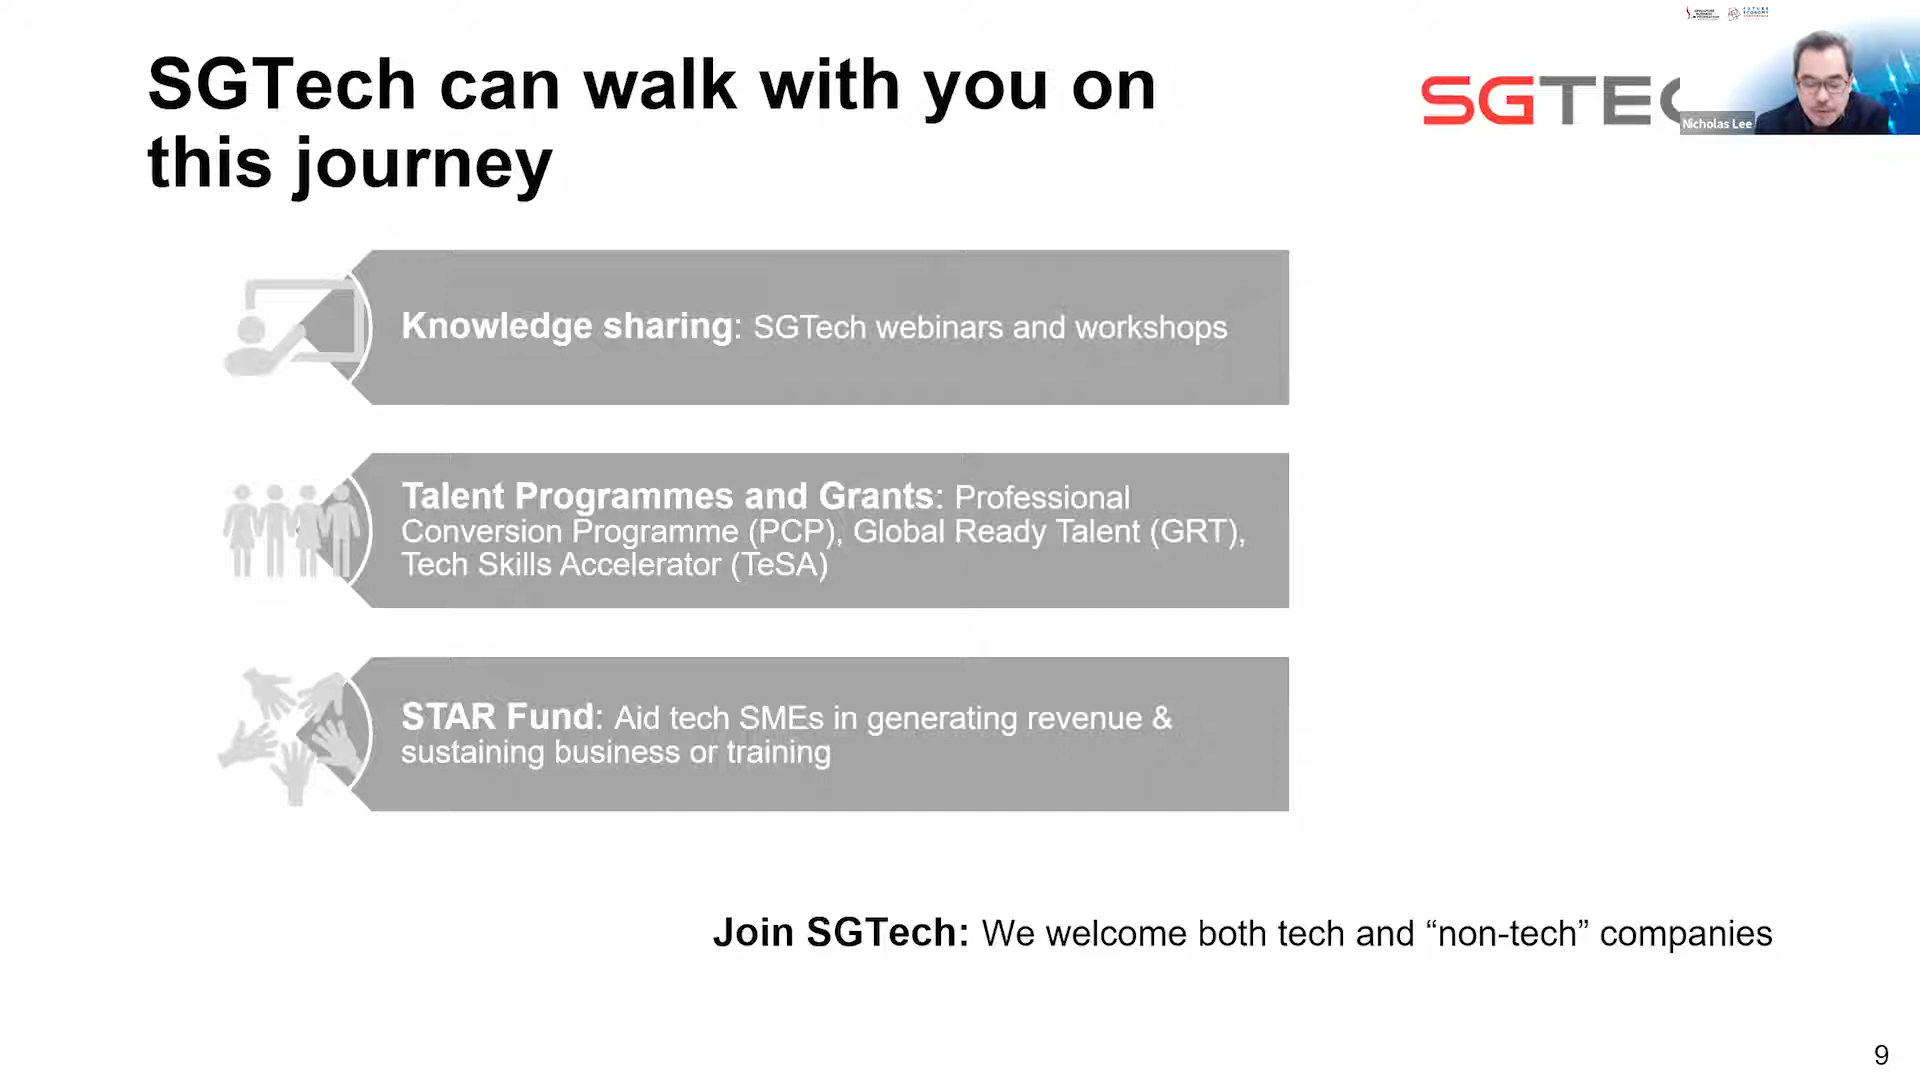 SGTech can walk with you on
this journey
SGTEC
Nicholas Lee
Knowledge sharing: SGTech webinars and workshops
Talent Programmes and Grants: Professional
Conversion Programme (PCP), Global Ready Talent (GRT),
Tech Skills Accelerator (TeSA)
STAR Fund: Aid tech SMEs in generating revenue &
sustaining business or training
Join SGTech: We welcome both tech and “non-tech” companies
9